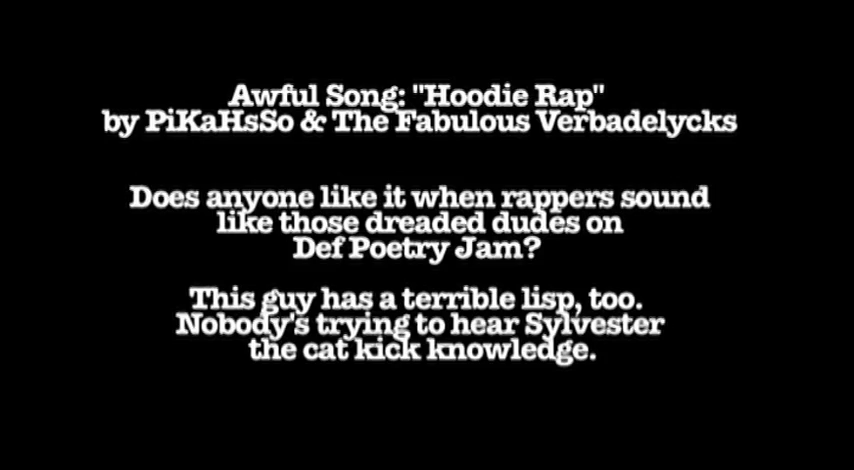 Awful Song: "Hoodie Rap"
by PiKaHsSo & The Fabulous Verbadelycks
Does anyone like it when rappers sound
like those dreaded dudes on
Def Poetry Jam?
This guy has a terrible lisp, too.
Nobody's trying to hear Sylvester
the cat kick knowledge.